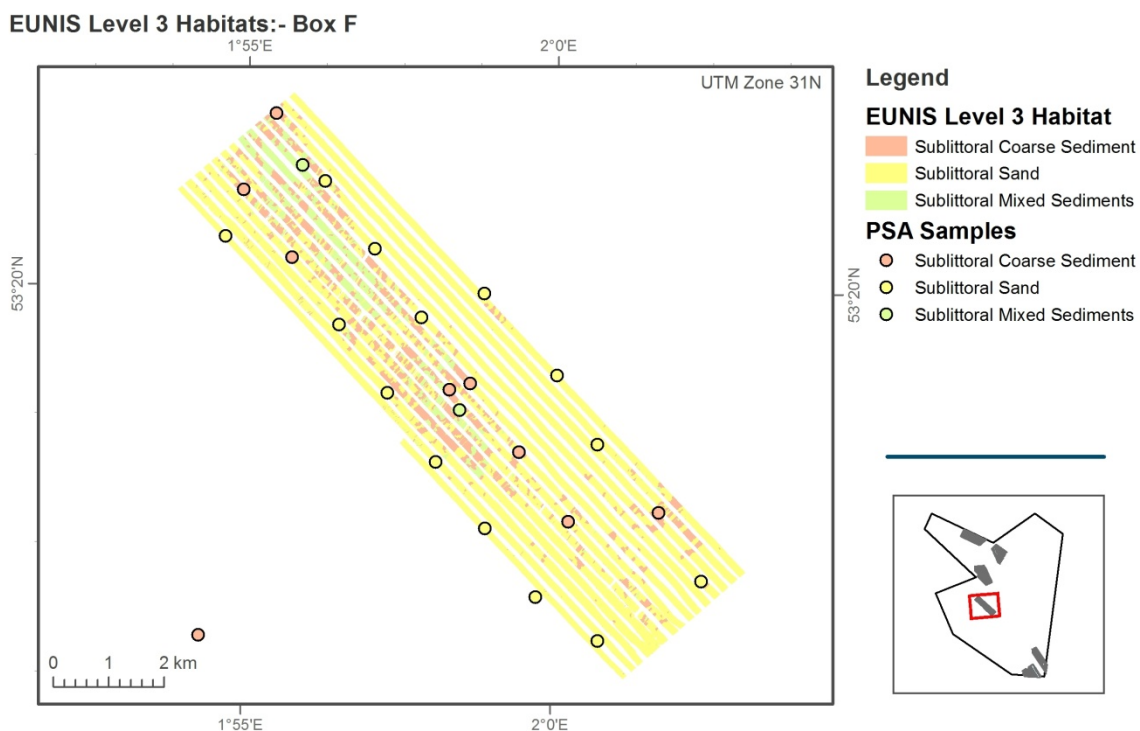 EUNIS Level 3 Habitats:- Box F
1°55'E
2°0'E
UTM Zone 31N
53°20'N
53°20'N
0 1 2 km
1°55'E
2°0'E
Legend
EUNIS Level 3 Habitat
Sublittoral Coarse Sediment
Sublittoral Sand
Sublittoral Mixed Sediments
PSA Samples
Sublittoral Coarse Sediment
Sublittoral Sand
Sublittoral Mixed Sediments